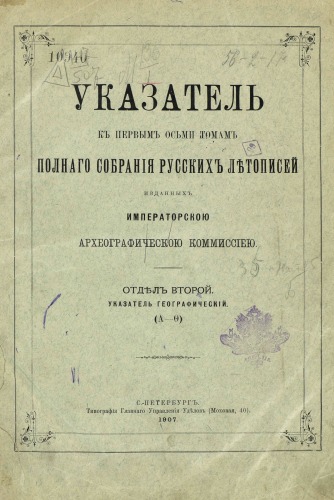 10940
УКАЗАТЕЛЬ
КЪ ПЕРВЫМЪ ОСЬМИ ТОМАМЪ
ПОЛНАГО СОБРАНІЯ РУССКИХЪ ЛѢТОПИСЕЙ
ИЗДАННЫХЪ
ИМПЕРАТОРСКОЮ
АРХЕОГРАФИЧЕСКОЮ КОММИССІЕЮ.
ОТДѢЛЪ ВТОРОЙ.
УКАЗАТЕЛЬ ГЕОГРАФИЧЕСКІЙ.
(А—Ѳ)
С.-ПЕТЕРБУРГЪ.
Типографія Главнаго Управленія Удѣловъ (Моховая, 40).
1907